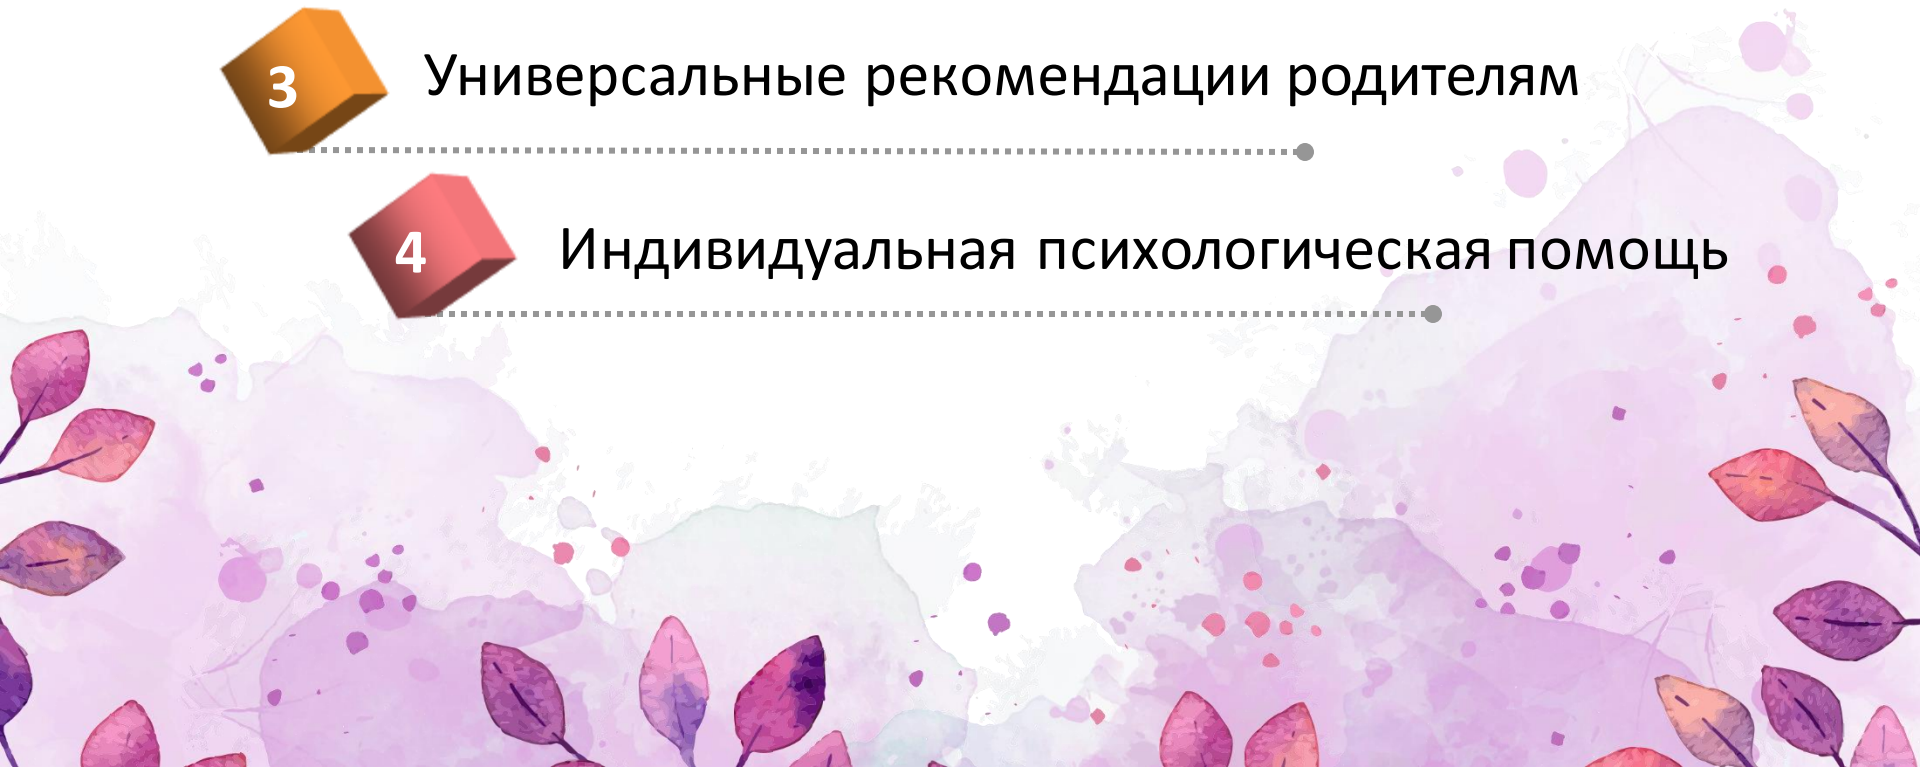 3 Универсальные рекомендации родителям
4 Индивидуальная психологическая помощь